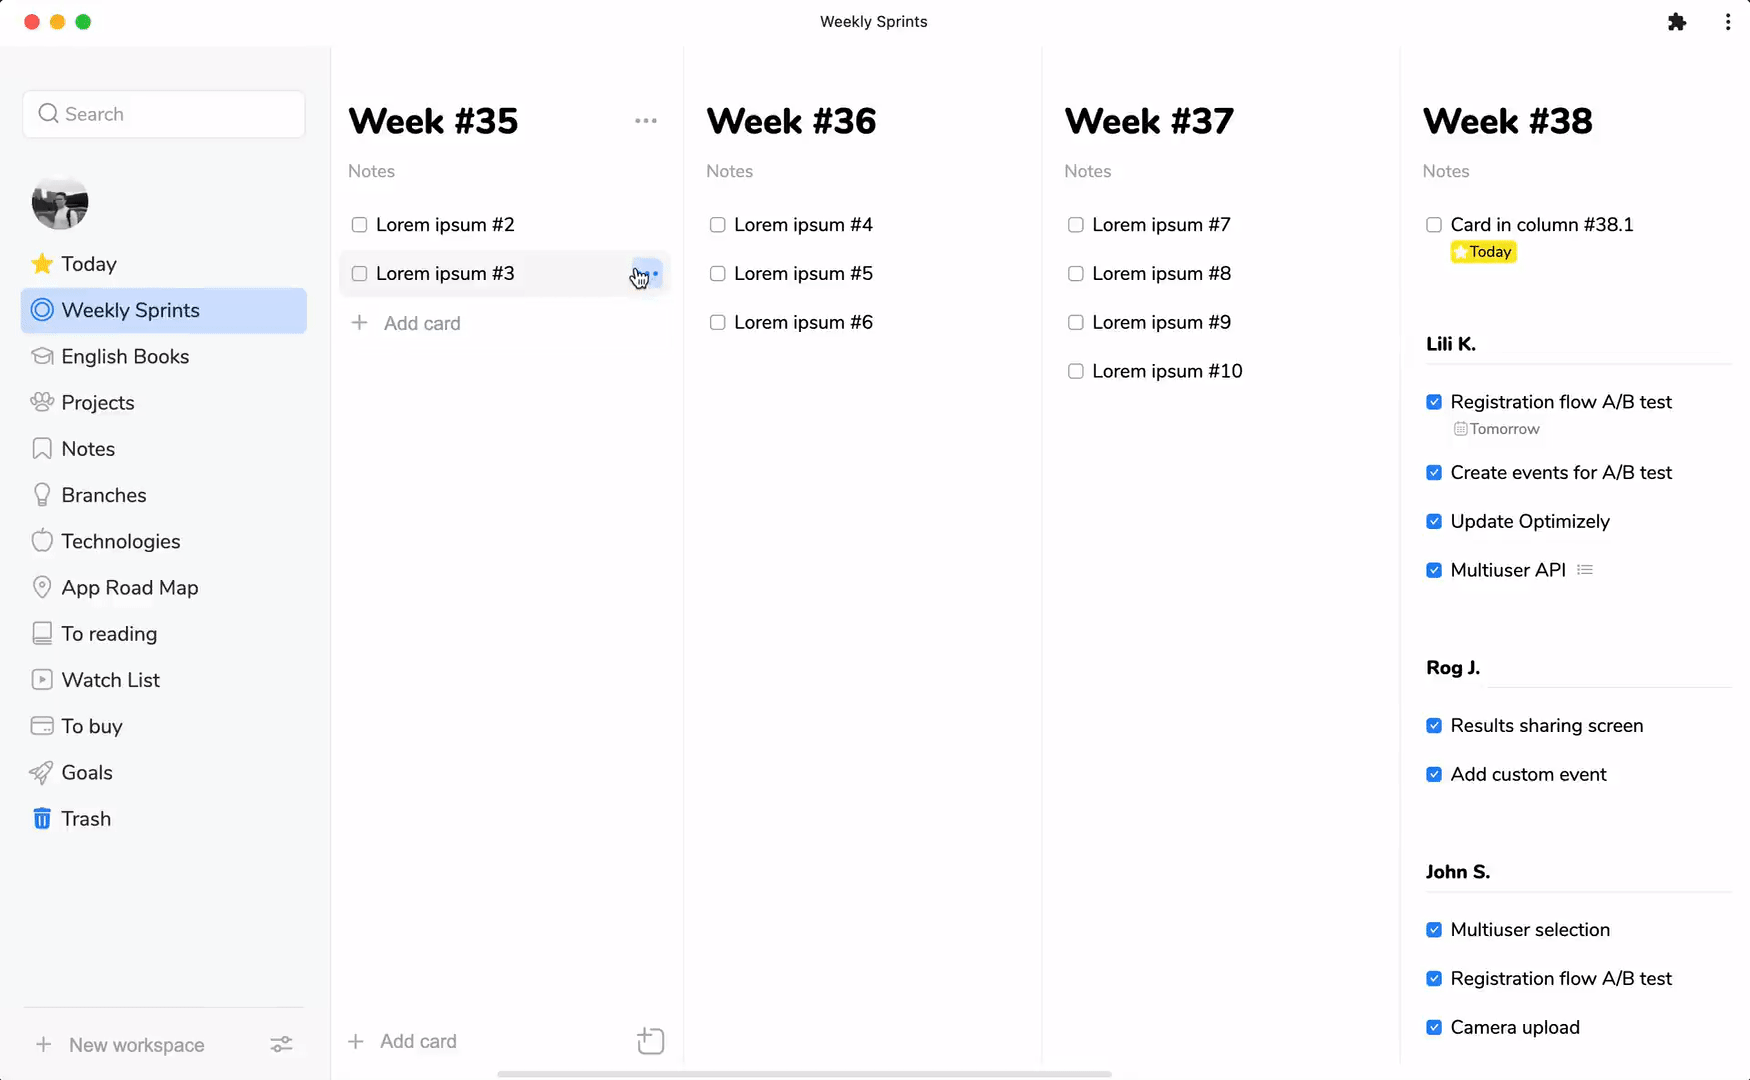 Weekly Sprints
Search
Today
Weekly Sprints
English Books
Projects
Notes
Branches
Technologies
App Road Map
To reading
Watch List
To buy
Goals
Trash
New workspace
Week #35
Notes
Lorem ipsum #2
Lorem ipsum #3
Add card
Add card
Week #36
Notes
Lorem ipsum #4
Lorem ipsum #5
Lorem ipsum #6
Week #37
Notes
Lorem ipsum #7
Lorem ipsum #8
Lorem ipsum #9
Lorem ipsum #10
Week #38
Notes
Card in column #38.1
Today
Lili K.
Registration flow A/B test
Tomorrow
Create events for A/B test
Update Optimizely
Multiuser API
Rog J.
Results sharing screen
Add custom event
John S.
Multiuser selection
Registration flow A/B test
Camera upload